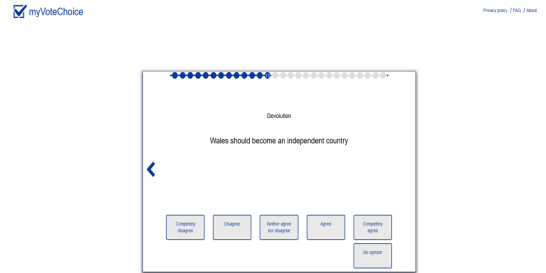 myVoteChoice
Privacy policy / FAQ / About
Devolution
Wales should become an independent country
Completely
disagree
Disagree
Neither agree
nor disagree
Agree
Completely
agree
No opinion